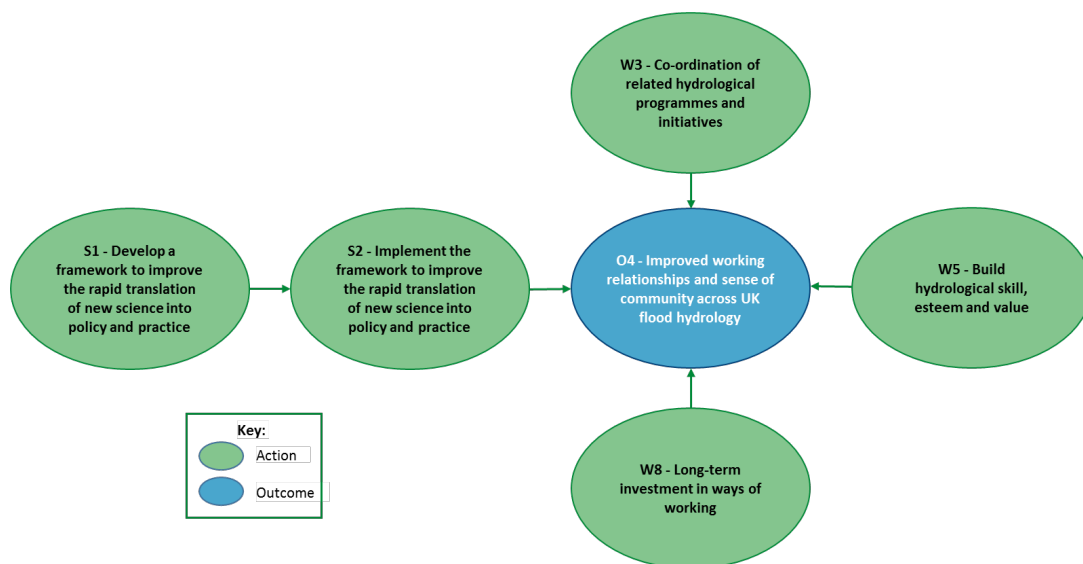 W3 - Co-ordination of
related hydrological
programmes and
initiatives
S1 - Develop a
framework to improve
the rapid translation
of new science into
policy and practice
S2 - Implement the
framework to improve
the rapid translation
of new science into
policy and practice
O4 - Improved working
relationships and sense of
community across UK
flood hydrology
W5 - Build
hydrological skill,
esteem and value
W8 - Long-term
investment in ways of
working
Key:
Action
Outcome